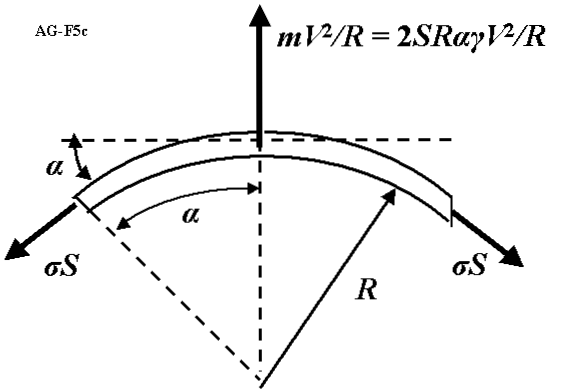 AG-F5c
mV²/R = 2SRαγV²/R
α
α
σS
σS
R